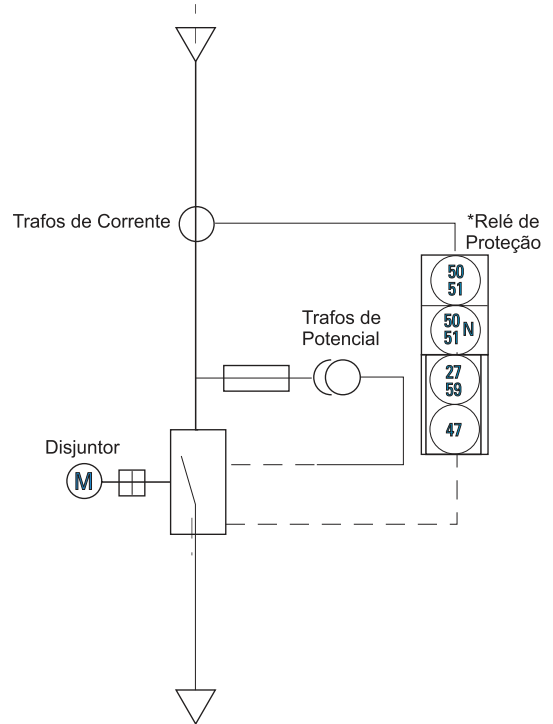 Trafos de Corrente
*Relé de
Proteção
50
51
50
51 N
Trafos de
Potencial
27
59
47
Disjuntor
M